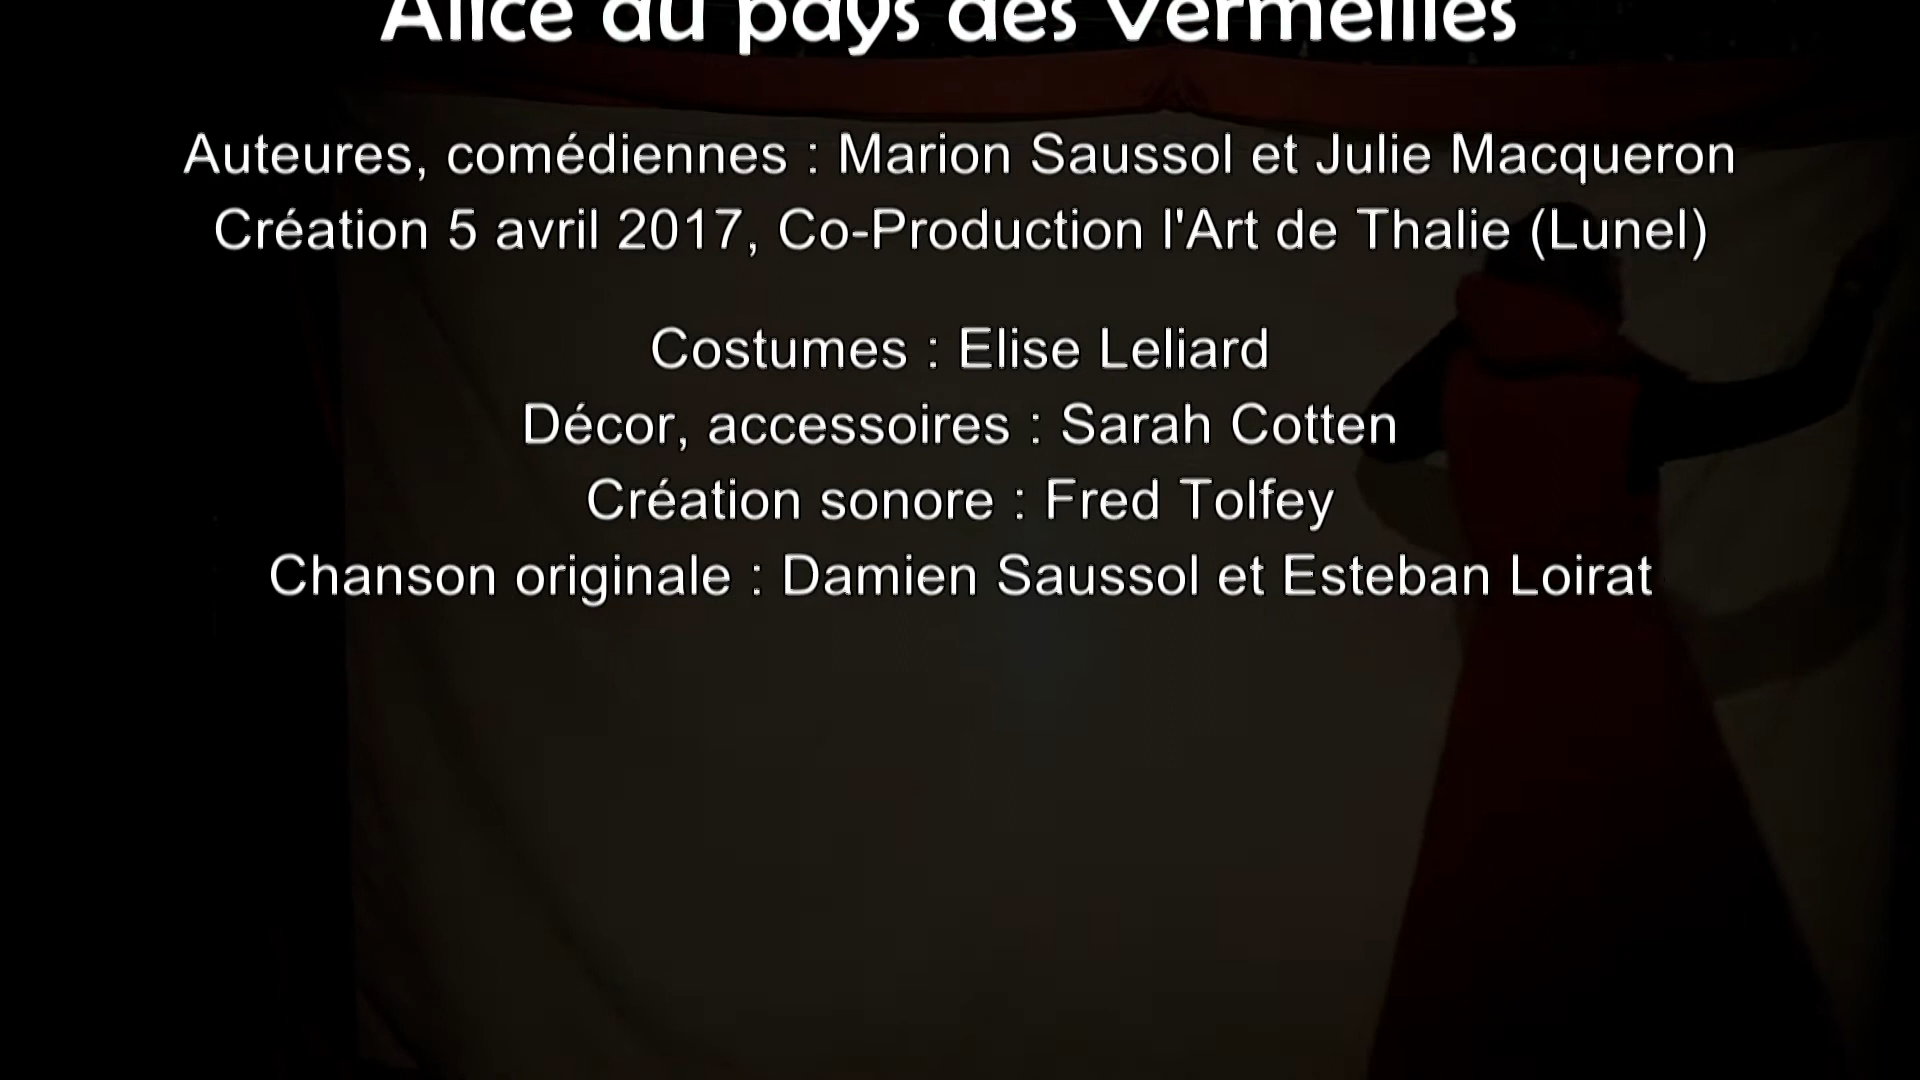 Alice au pays des Vermeilles
Auteures, comédiennes : Marion Saussol et Julie Macqueron
Création 5 avril 2017, Co-Production l'Art de Thalie (Lunel)
Costumes : Elise Leliard
Décor, accessoires : Sarah Cotten
Création sonore : Fred Tolfey
Chanson originale : Damien Saussol et Esteban Loirat